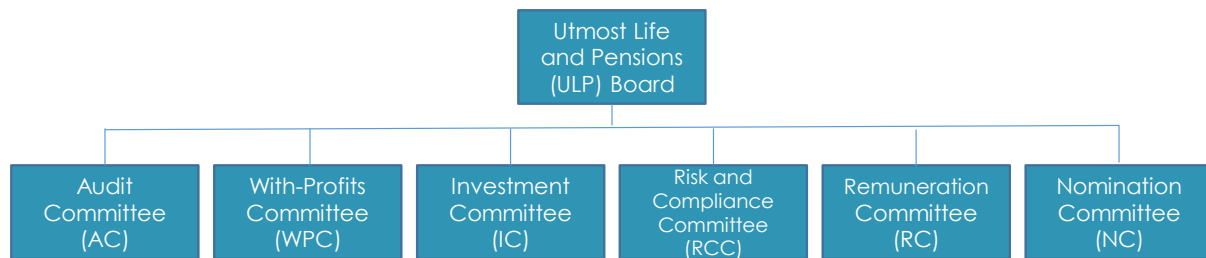 Utmost Life
and Pensions
(ULP) Board
Audit
Committee
(AC)
With-Profits
Committee
(WPC)
Investment
Committee
(IC)
Risk and
Compliance
Committee
(RCC)
Remuneration
Committee
(RC)
Nomination
Committee
(NC)